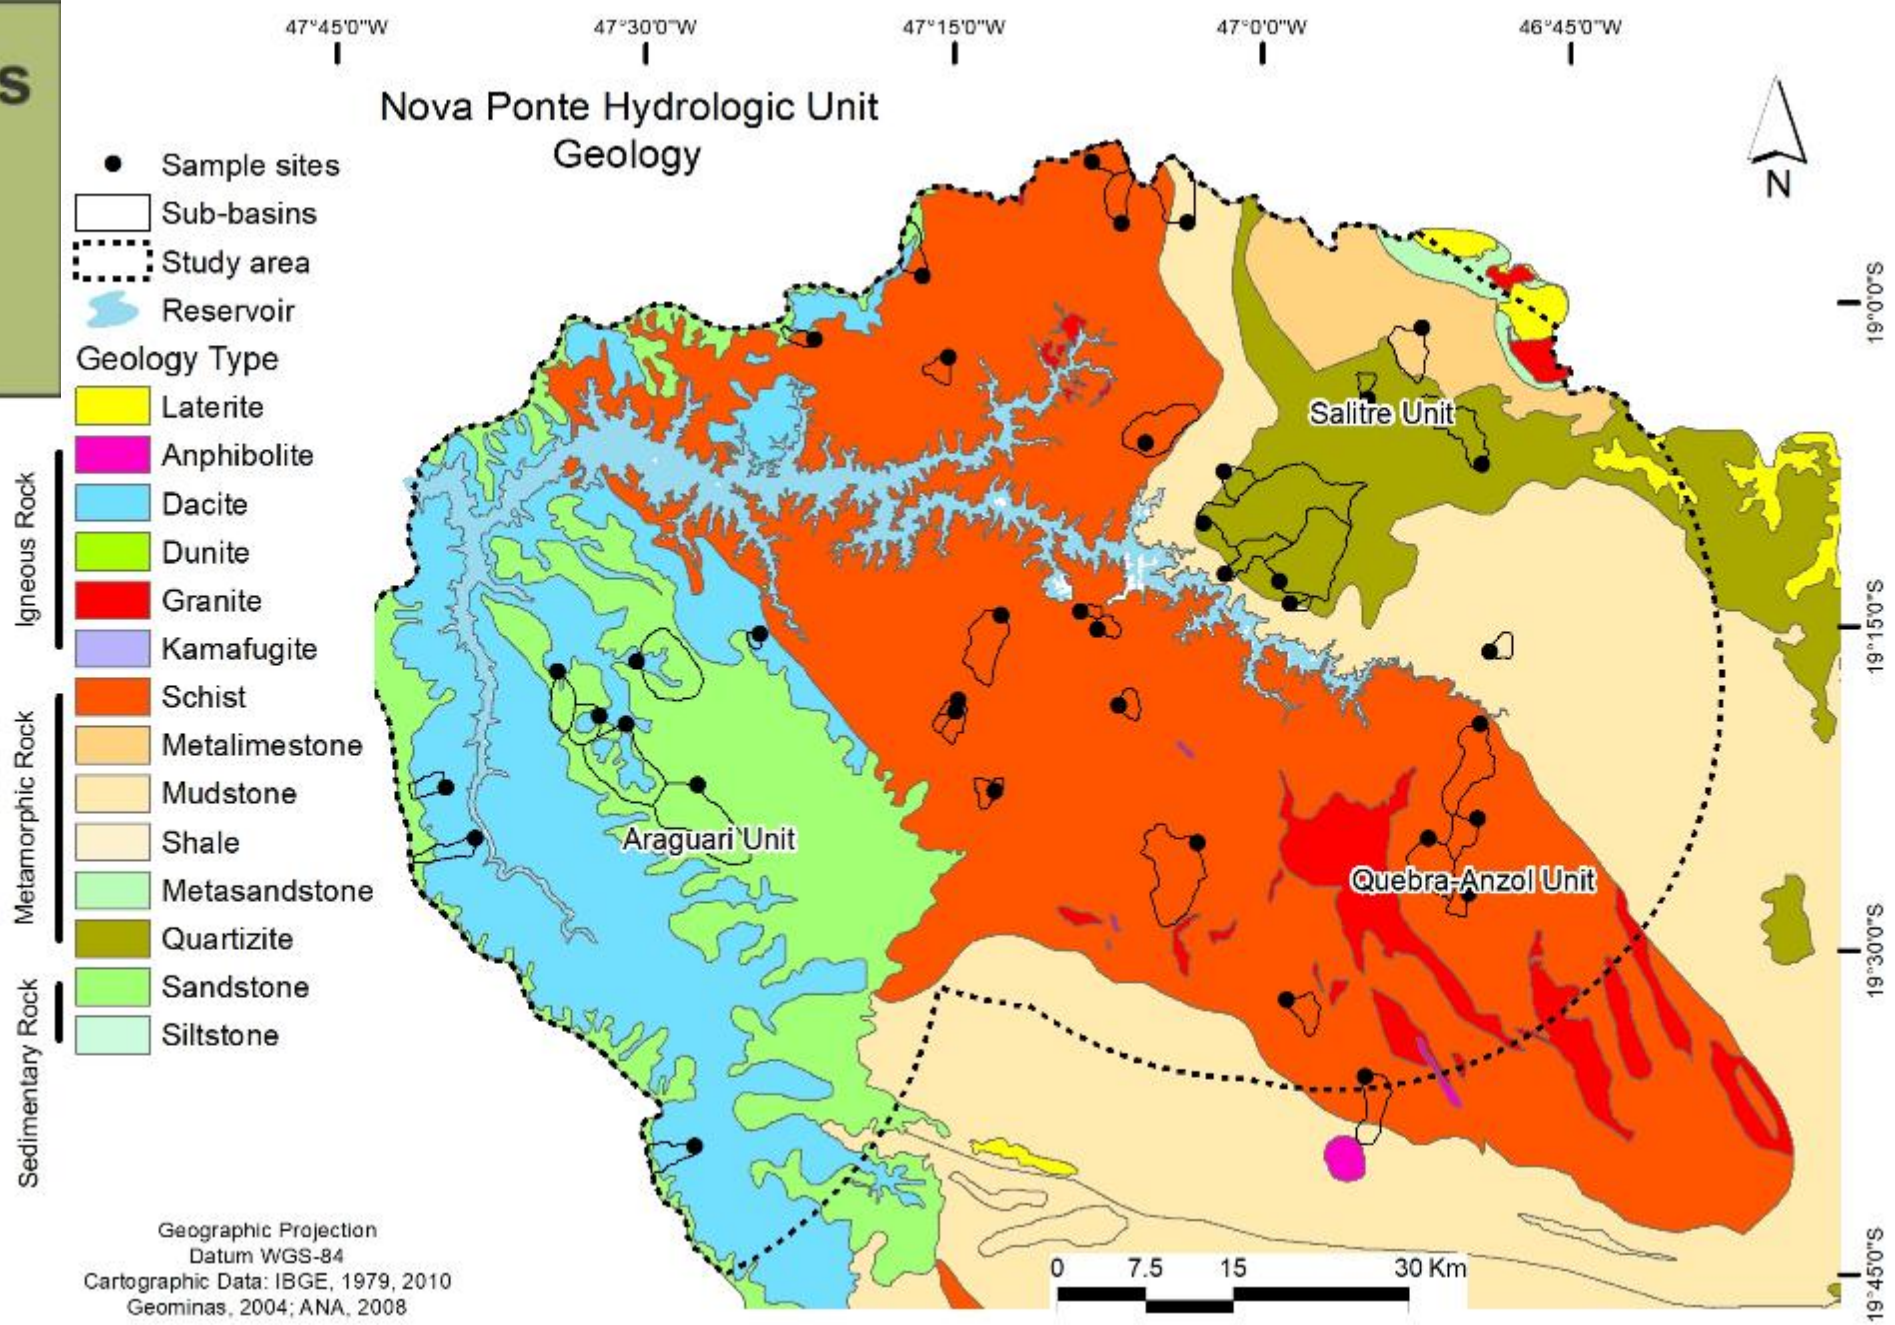 s
47°45'0"W 47°30'0"W 47°15'0"W 47°0'0"W 46°45'0"W
Nova Ponte Hydrologic Unit
Geology
N
Sample sites
Sub-basins
Study area
Reservoir
Geology Type
Laterite
Anphibolite
Dacite
Dunite
Granite
Kamafugite
Schist
Metalimestone
Mudstone
Shale
Metasandstone
Quartizite
Sandstone
Siltstone
Igneous Rock
Metamorphic Rock
Sedimentary Rock
Salitre Unit
Araguari Unit
Quebra-Anzol Unit
19°0'0"S
19°15'0"S
19°30'0"S
19°45'0"S
Geographic Projection
Datum WGS-84
Cartographic Data: IBGE, 1979, 2010
Geominas, 2004; ANA, 2008
0 7.5 15 30 Km